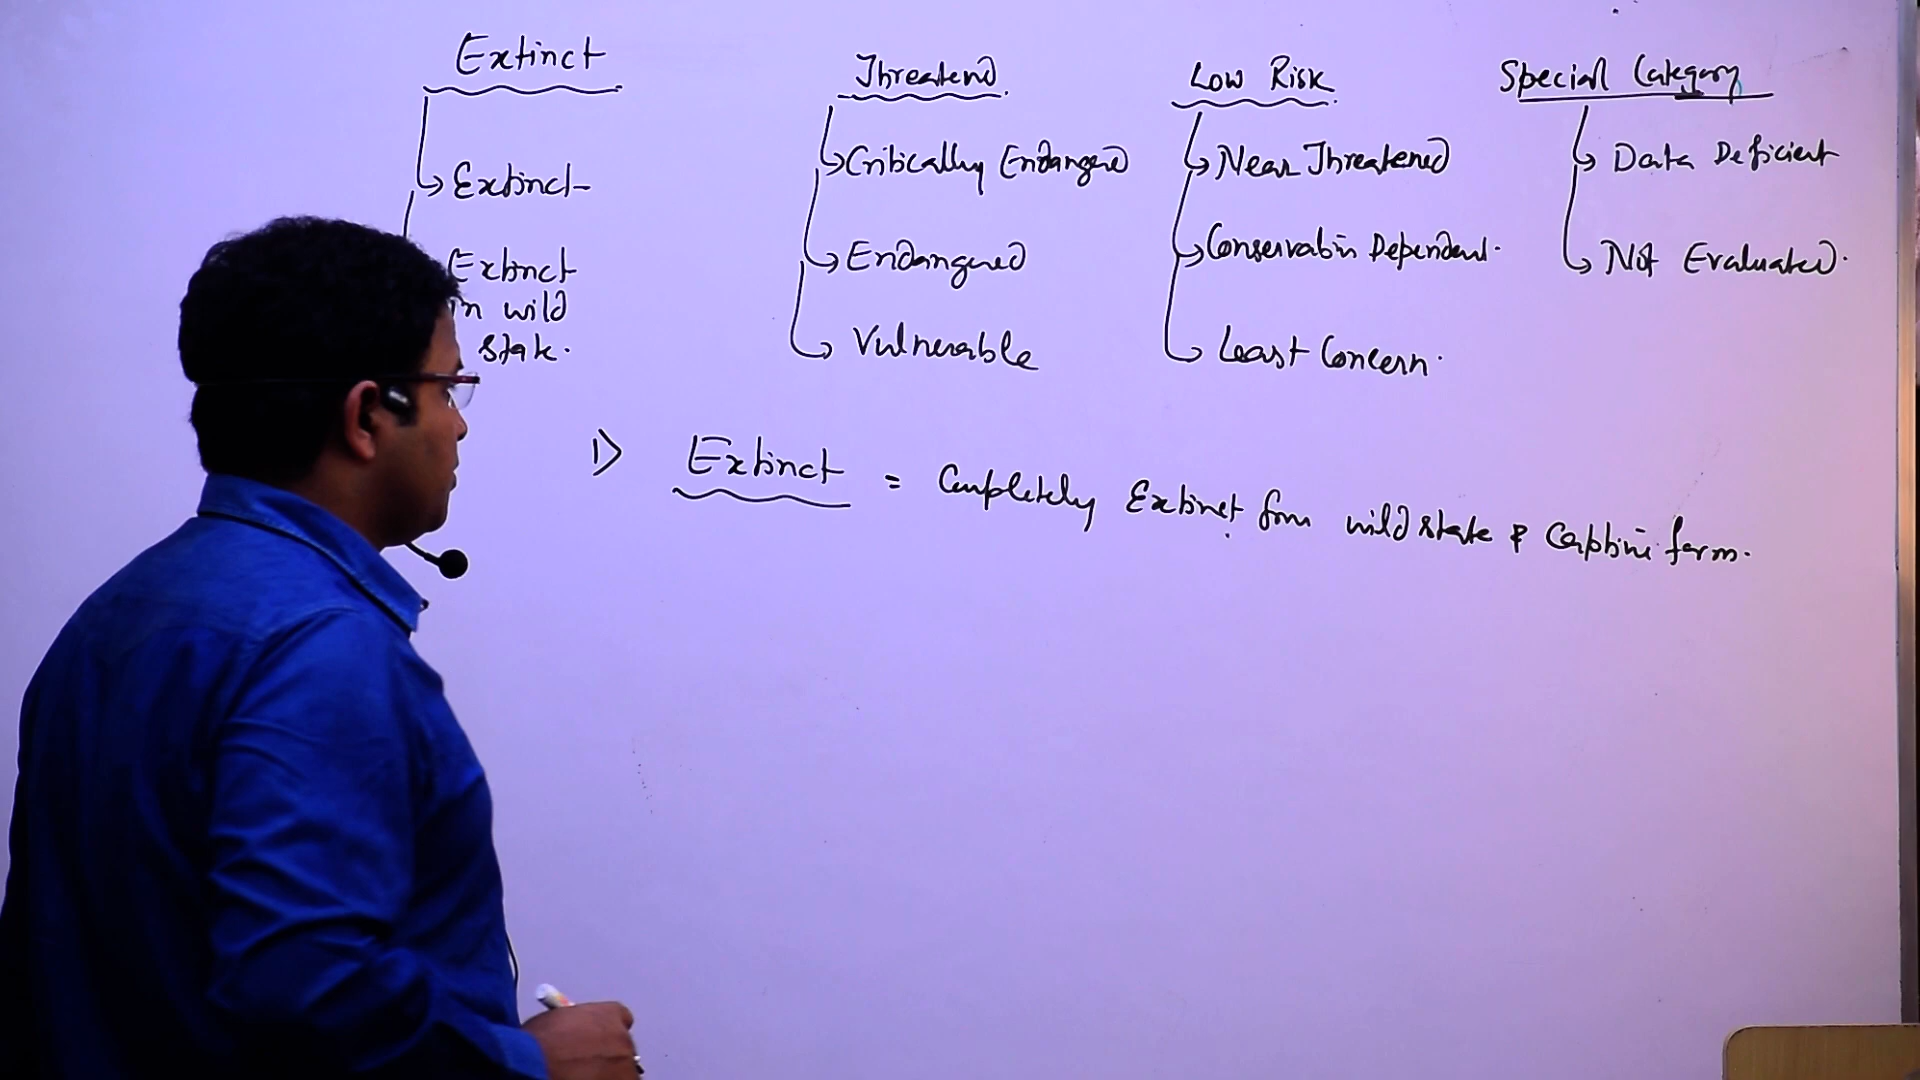 Extinct
Extinct
Extinct
in wild
state.
Threatend.
Critically Endangered
Endangered
Vulnerable
Low Risk.
Near Threatened
Conservation Dependent.
Least Concern.
Special Category
Data Deficient
Not Evaluated.
1) Extinct = Completely Extinct from wild state & Captive form.